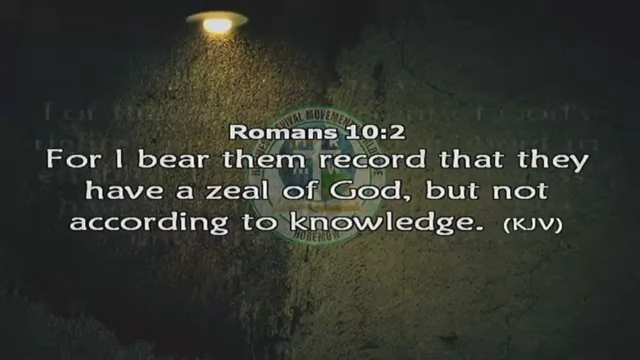 Romans 10:2
For I bear them record that they
have a zeal of God, but not
according to knowledge. (KJV)